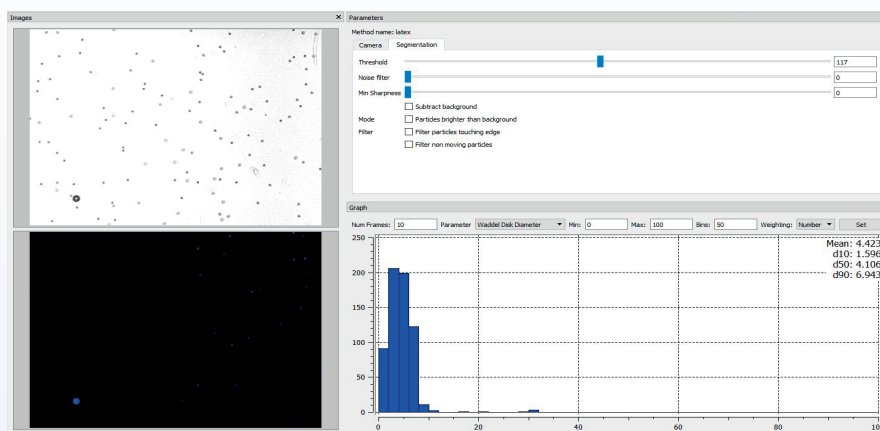 Images ×
Parameters
Method name: latex
Camera Segmentation
Threshold 117
Noise filter 0
Min Sharpness 0
Subtract background
Mode Particles brighter than background
Filter Filter particles touching edge
Filter non moving particles
Graph
Num Frames: 10 Parameter Waddel Disk Diameter Min: 0 Max: 100 Bins: 50 Weighting: Number Set
Mean: 4.423
d10: 1.596
d50: 4.106
d90: 6.943
250
200
150
100
50
0
0 20 40 60 80 10